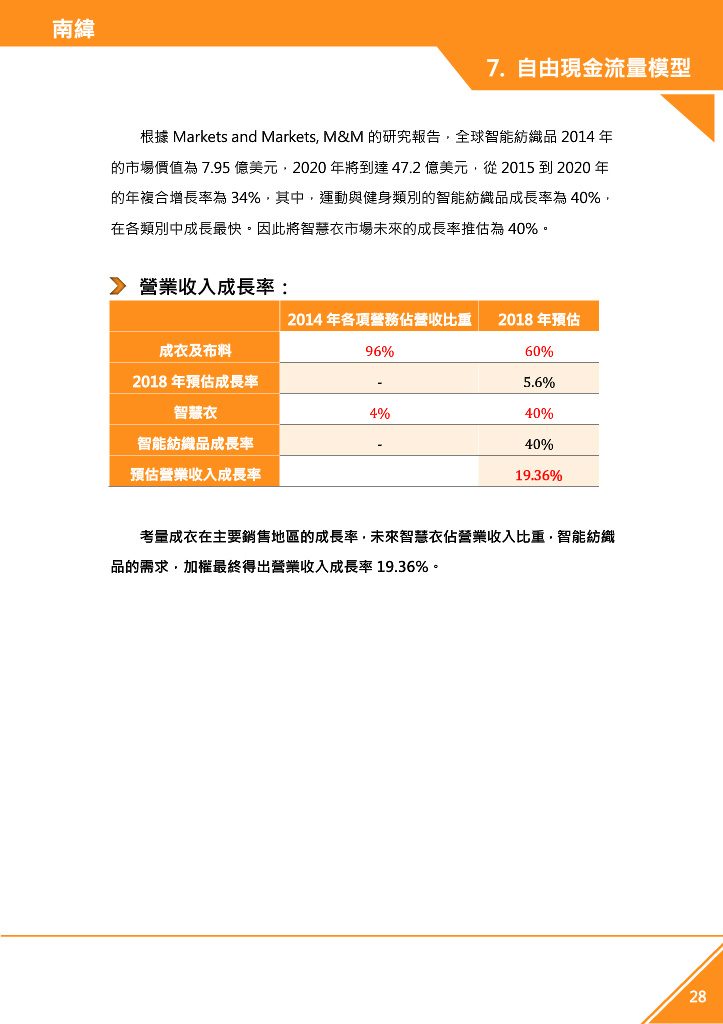 南緯
7. 自由現金流量模型
根據 Markets and Markets, M&M 的研究報告，全球智能紡織品 2014 年
的市場價值為 7.95 億美元，2020 年將到達 47.2 億美元，從 2015 到 2020 年
的年複合增長率為 34%，其中，運動與健身類別的智能紡織品成長率為 40%，
在各類別中成長最快。因此將智慧衣市場未來的成長率推估為 40%。
營業收入成長率：
2014 年各項營務佔營收比重 2018 年預估
成衣及布料 96% 60%
2018 年預估成長率 - 5.6%
智慧衣 4% 40%
智能紡織品成長率 - 40%
預估營業收入成長率 19.36%
考量成衣在主要銷售地區的成長率，未來智慧衣佔營業收入比重，智能紡織
品的需求，加權最終得出營業收入成長率 19.36%。
28